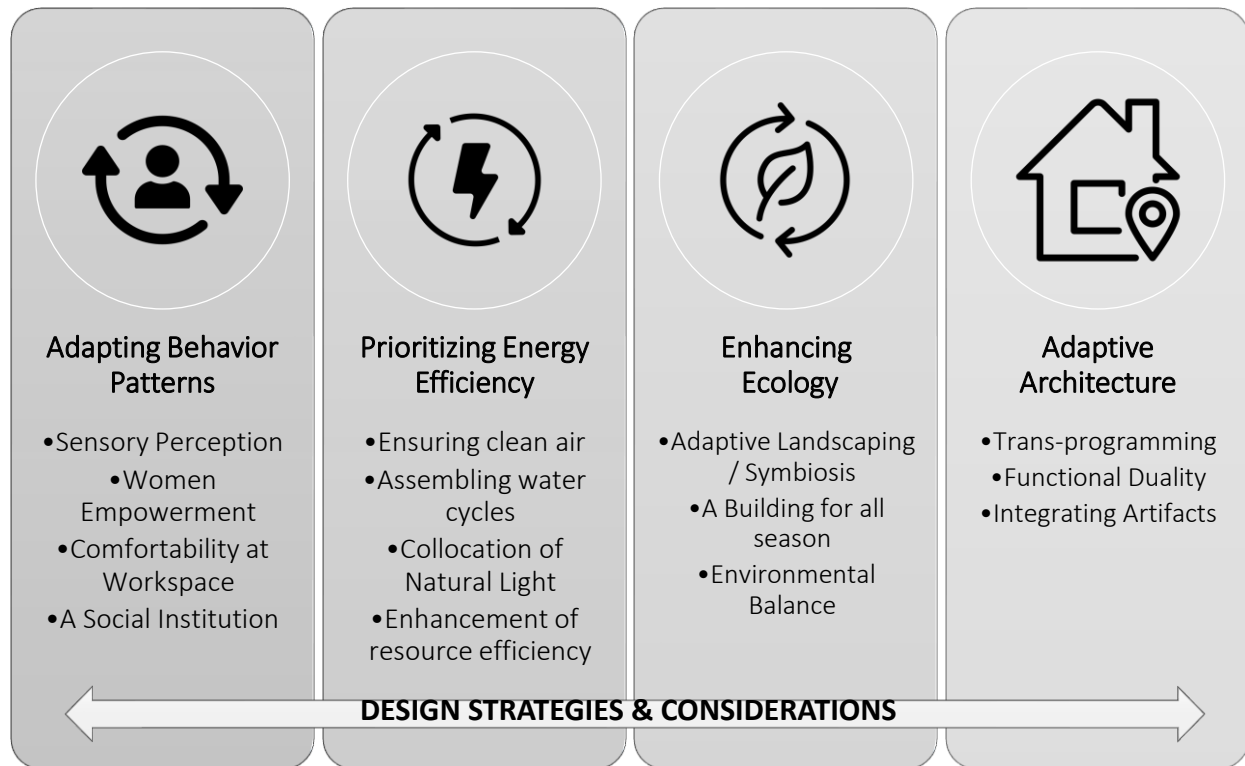 Adapting Behavior
Patterns
•Sensory Perception
•Women
Empowerment
•Comfortability at
Workspace
•A Social Institution
Prioritizing Energy
Efficiency
•Ensuring clean air
•Assembling water
cycles
•Collocation of
Natural Light
•Enhancement of
resource efficiency
Enhancing
Ecology
•Adaptive Landscaping
/ Symbiosis
•A Building for all
season
•Environmental
Balance
Adaptive
Architecture
•Trans-programming
•Functional Duality
•Integrating Artifacts
DESIGN STRATEGIES & CONSIDERATIONS